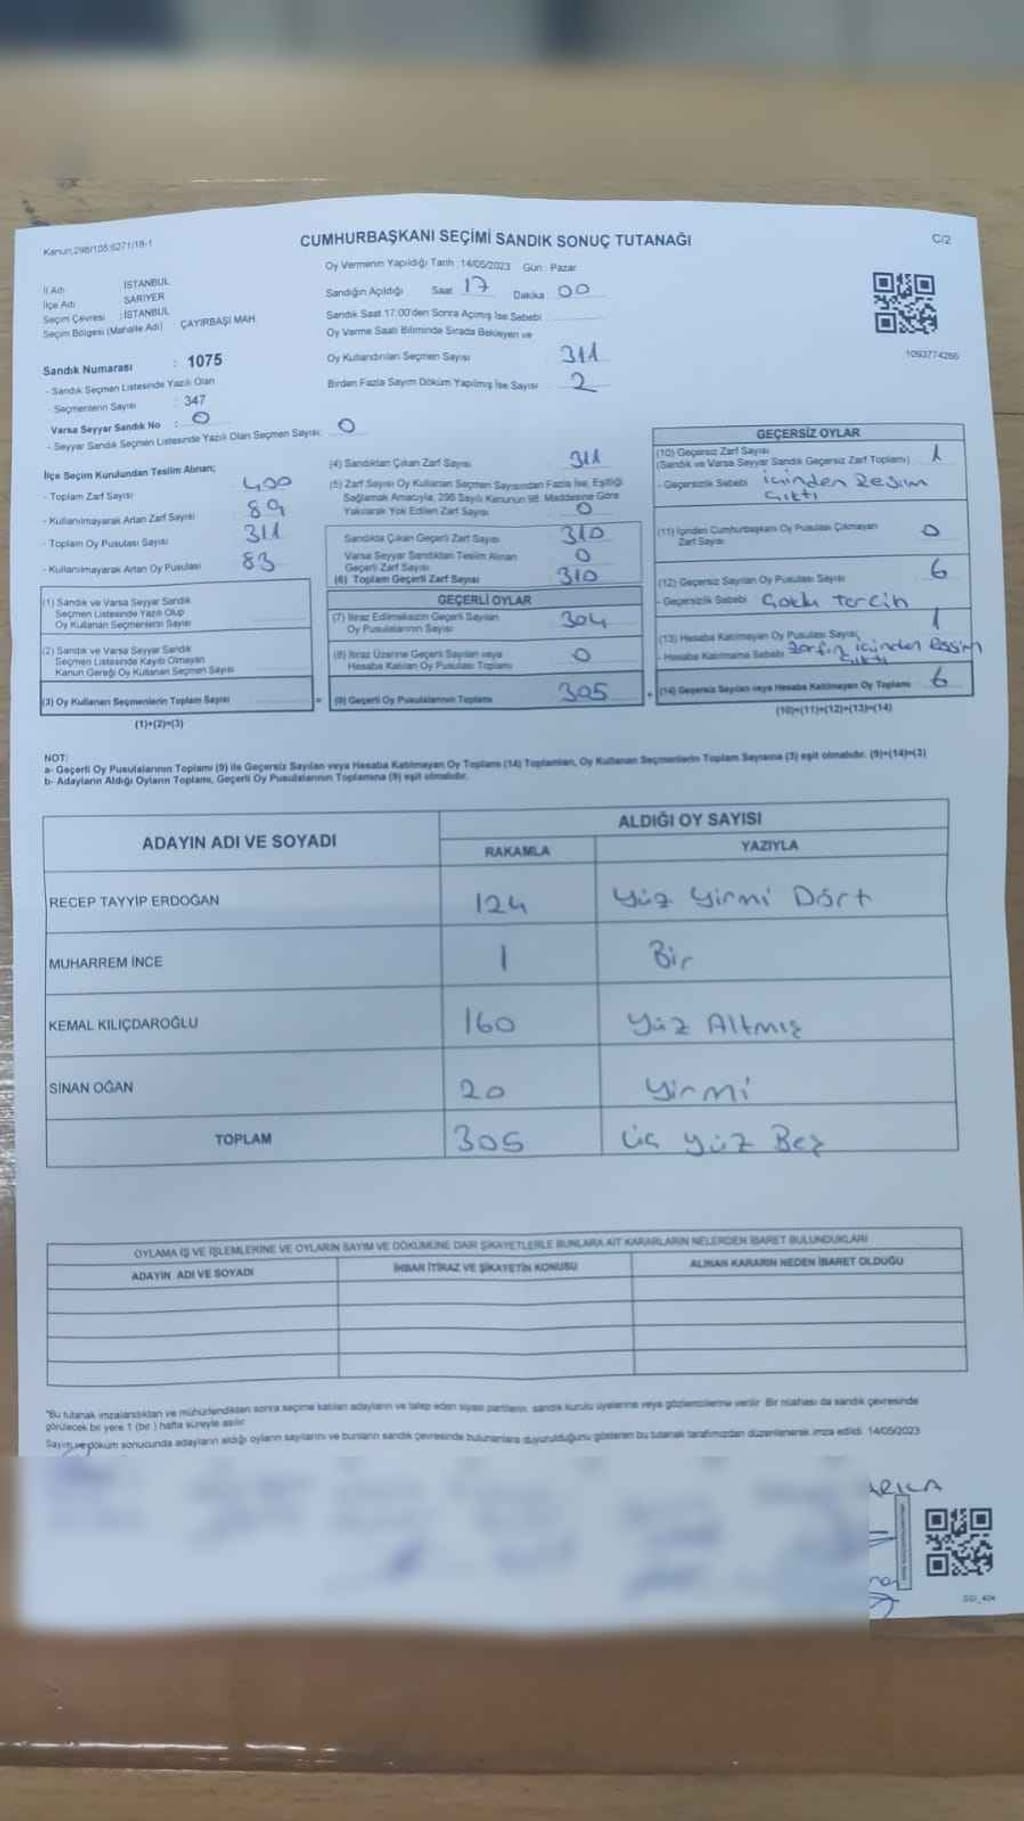 Kanun:298/105:6271/18-1
CUMHURBAŞKANI SEÇİMİ SANDIK SONUÇ TUTANAĞI
C/2
İl Adı : İSTANBUL
İlçe Adı SARIYER
Seçim Çevresi : İSTANBUL
Seçim Bölgesi (Mahalle Adı) ÇAYIRBAŞI MAH.
Sandık Numarası : 1075
- Sandık Seçmen Listesinde Yazılı Olan
Seçmenlerin Sayısı : 347
Varsa Seyyar Sandık No : 0
- Seyyar Sandık Seçmen Listesinde Yazılı Olan Seçmen Sayısı: 0
Oy Vermenin Yapıldığı Tarih :14/05/2023 Gün : Pazar
Sandığın Açıldığı Saat 17 Dakika 00
Sandık Saat 17.00'den Sonra Açılmış İse Sebebi
Oy Verme Saati Bitiminde Sırada Bekleyen ve
Oy Kullandırılan Seçmen Sayısı 311
Birden Fazla Sayım Döküm Yapılmış İse Sayısı 2
1093774266
İlçe Seçim Kurulundan Teslim Alınan;
- Toplam Zarf Sayısı 400
- Kullanılmayarak Artan Zarf Sayısı 89
- Toplam Oy Pusulası Sayısı 311
- Kullanılmayarak Artan Oy Pusulası 83
(1) Sandık ve Varsa Seyyar Sandık
Seçmen Listesinde Yazılı Olup
Oy Kullanan Seçmenlerin Sayısı
(2) Sandık ve Varsa Seyyar Sandık
Seçmen Listesinde Kayıtlı Olmayan
Kanun Gereği Oy Kullanan Seçmen Sayısı
(3) Oy Kullanan Seçmenlerin Toplam Sayısı =
(1)+(2)=(3)
(4) Sandıktan Çıkan Zarf Sayısı 311
(5) Zarf Sayısı Oy Kullanan Seçmen Sayısından Fazla İse, Eşitliği
Sağlamak Amacıyla, 298 Sayılı Kanunun 98. Maddesine Göre
Yakılarak Yok Edilen Zarf Sayısı 0
Sandıkta Çıkan Geçerli Zarf Sayısı 310
Varsa Seyyar Sandıktan Teslim Alınan
Geçerli Zarf Sayısı 0
(6) Toplam Geçerli Zarf Sayısı 310
GEÇERLİ OYLAR
(7) İtiraz Edilmeksizin Geçerli Sayılan
Oy Pusulalarının Sayısı 304
(8) İtiraz Üzerine Geçerli Sayılan veya
Hesaba Katılan Oy Pusulası Toplamı 0
(9) Geçerli Oy Pusulalarının Toplamı 305 +
GEÇERSİZ OYLAR
(10) Geçersiz Zarf Sayısı
(Sandık ve Varsa Seyyar Sandık Geçersiz Zarf Toplamı) 1
- Geçersizlik Sebebi içinden Resim
çıktı
(11) İçinden Cumhurbaşkanı Oy Pusulası Çıkmayan
Zarf Sayısı 0
(12) Geçersiz Sayılan Oy Pusulası Sayısı 6
- Geçersizlik Sebebi Çoklu Tercih
(13) Hesaba Katılmayan Oy Pusulası Sayısı 1
- Hesaba Katılmama Sebebi Zarfın içinden Resim
çıktı
(14) Geçersiz Sayılan veya Hesaba Katılmayan Oy Toplamı 6
(10)+(11)+(12)+(13)=(14)
NOT:
a- Geçerli Oy Pusulalarının Toplamı (9) ile Geçersiz Sayılan veya Hesaba Katılmayan Oy Toplamı (14) Toplamları, Oy Kullanan Seçmenlerin Toplam Sayısına (3) eşit olmalıdır. (9)+(14)=(3)
b- Adayların Aldığı Oyların Toplamı, Geçerli Oy Pusulalarının Toplamına (9) eşit olmalıdır.
ADAYIN ADI VE SOYADI ALDIĞI OY SAYISI
RAKAMLA YAZIYLA
RECEP TAYYİP ERDOĞAN 124 Yüz Yirmi Dört
MUHARREM İNCE 1 Bir
KEMAL KILIÇDAROĞLU 160 Yüz Altmış
SİNAN OĞAN 20 Yirmi
TOPLAM 305 Üç Yüz Beş
OYLAMA İŞ VE İŞLEMLERİNE VE OYLARIN SAYIM VE DÖKÜMÜNE DAİR ŞİKAYETLERLE BUNLARA AİT KARARLARIN NELERDEN İBARET BULUNDUKLARI
ADAYIN ADI VE SOYADI İHBAR İTİRAZ VE ŞİKAYETİN KONUSU ALINAN KARARIN NEDEN İBARET OLDUĞU
"Bu tutanak imzalandıktan ve mühürlendikten sonra seçime katılan adayların ve talep eden siyasi partilerin, sandık kurulu üyelerine veya gözlemcilerine verilir. Bir nüshası da sandık çevresinde
görülecek bir yere 1 (bir) hafta süreyle asılır.
Sayım ve döküm sonucunda adayların aldığı oyların sayılarını ve bunların sandık çevresinde bulunanlara duyurulduğunu gösteren bu tutanak tarafımızdan düzenlenerek imza edildi. 14/05/2023